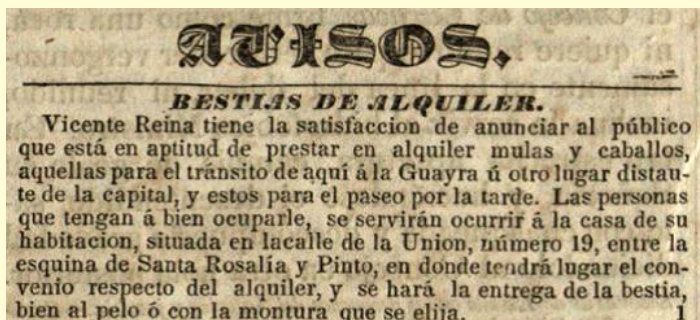 AVISOS.
BESTIAS DE ALQUILER.
Vicente Reina tiene la satisfaccion de anunciar al público
que está en aptitud de prestar en alquiler mulas y caballos,
aquellas para el tránsito de aquí á la Guayra ú otro lugar distau-
te de la capital, y estos para el paseo por la tarde. Las personas
que tengan á bien ocuparle, se servirán ocurrir á la casa de su
habitacion, situada en lacalle de la Union, número 19, entre la
esquina de Santa Rosalía y Pinto, en donde tendrá lugar el con-
venio respecto del alquiler, y se hará la entrega de la bestia,
bien al pelo ó con la montura que se elija. 1